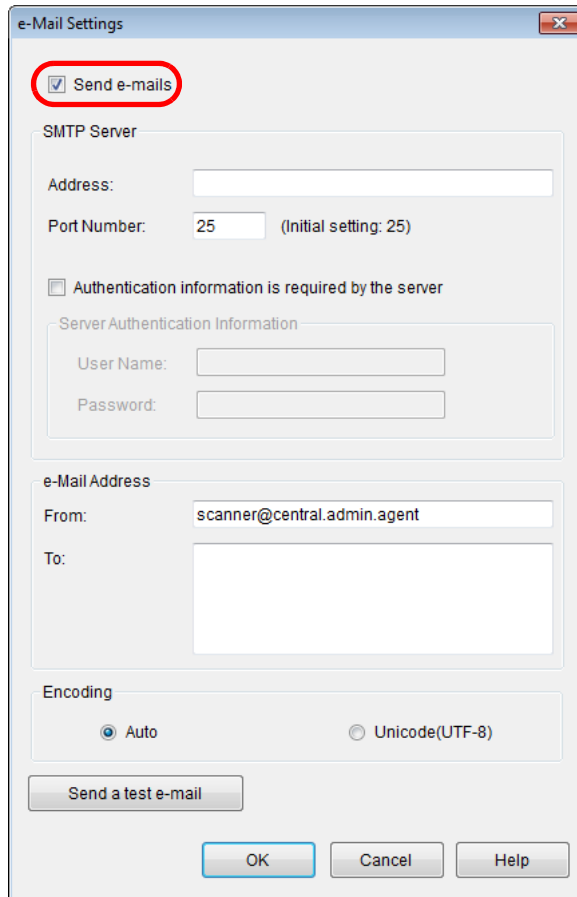 e-Mail Settings
Send e-mails
SMTP Server
Address:
Port Number: 25 (Initial setting: 25)
Authentication information is required by the server
Server Authentication Information
User Name:
Password:
e-Mail Address
From: scanner@central.admin.agent
To:
Encoding
Auto Unicode(UTF-8)
Send a test e-mail
OK Cancel Help